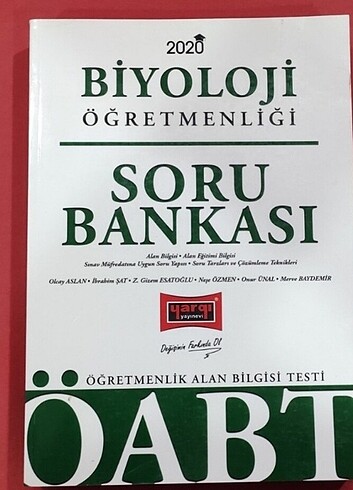 2020
BİYOLOJİ
ÖĞRETMENLİĞİ
SORU
BANKASI
Alan Bilgisi • Alan Eğitimi Bilgisi
Sınav Müfredatına Uygun Soru Yapısı • Soru Tarzları ve Çözümleme Teknikleri
Olcay ASLAN • İbrahim ŞAT • Z. Gizem ESATOĞLU • Neşe ÖZMEN • Onur ÜNAL • Merve BAYDEMİR
yargı
yayınevi
Değişimin Farkında Ol
ÖĞRETMENLİK ALAN BİLGİSİ TESTİ
ÖABT